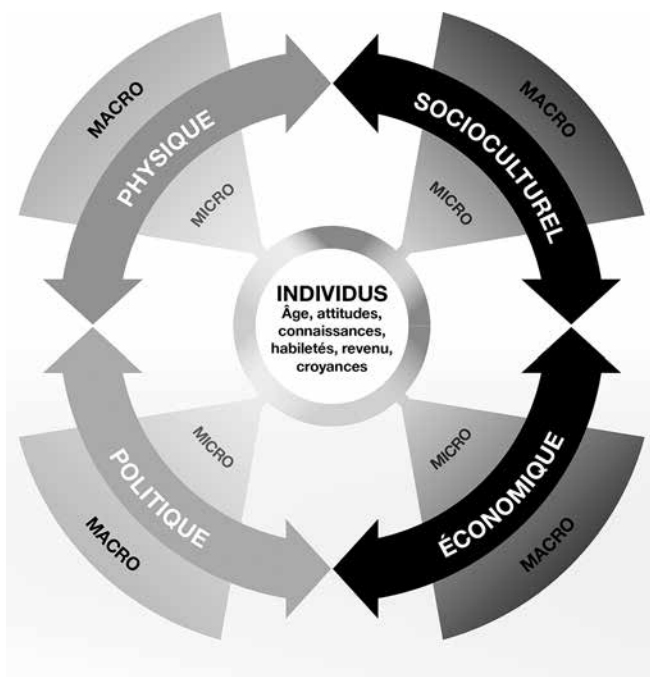 MACRO
PHYSIQUE
MICRO
MACRO
SOCIOCULTUREL
MICRO
INDIVIDUS
Âge, attitudes,
connaissances,
habiletés, revenu,
croyances
MICRO
POLITIQUE
MACRO
MICRO
ÉCONOMIQUE
MACRO